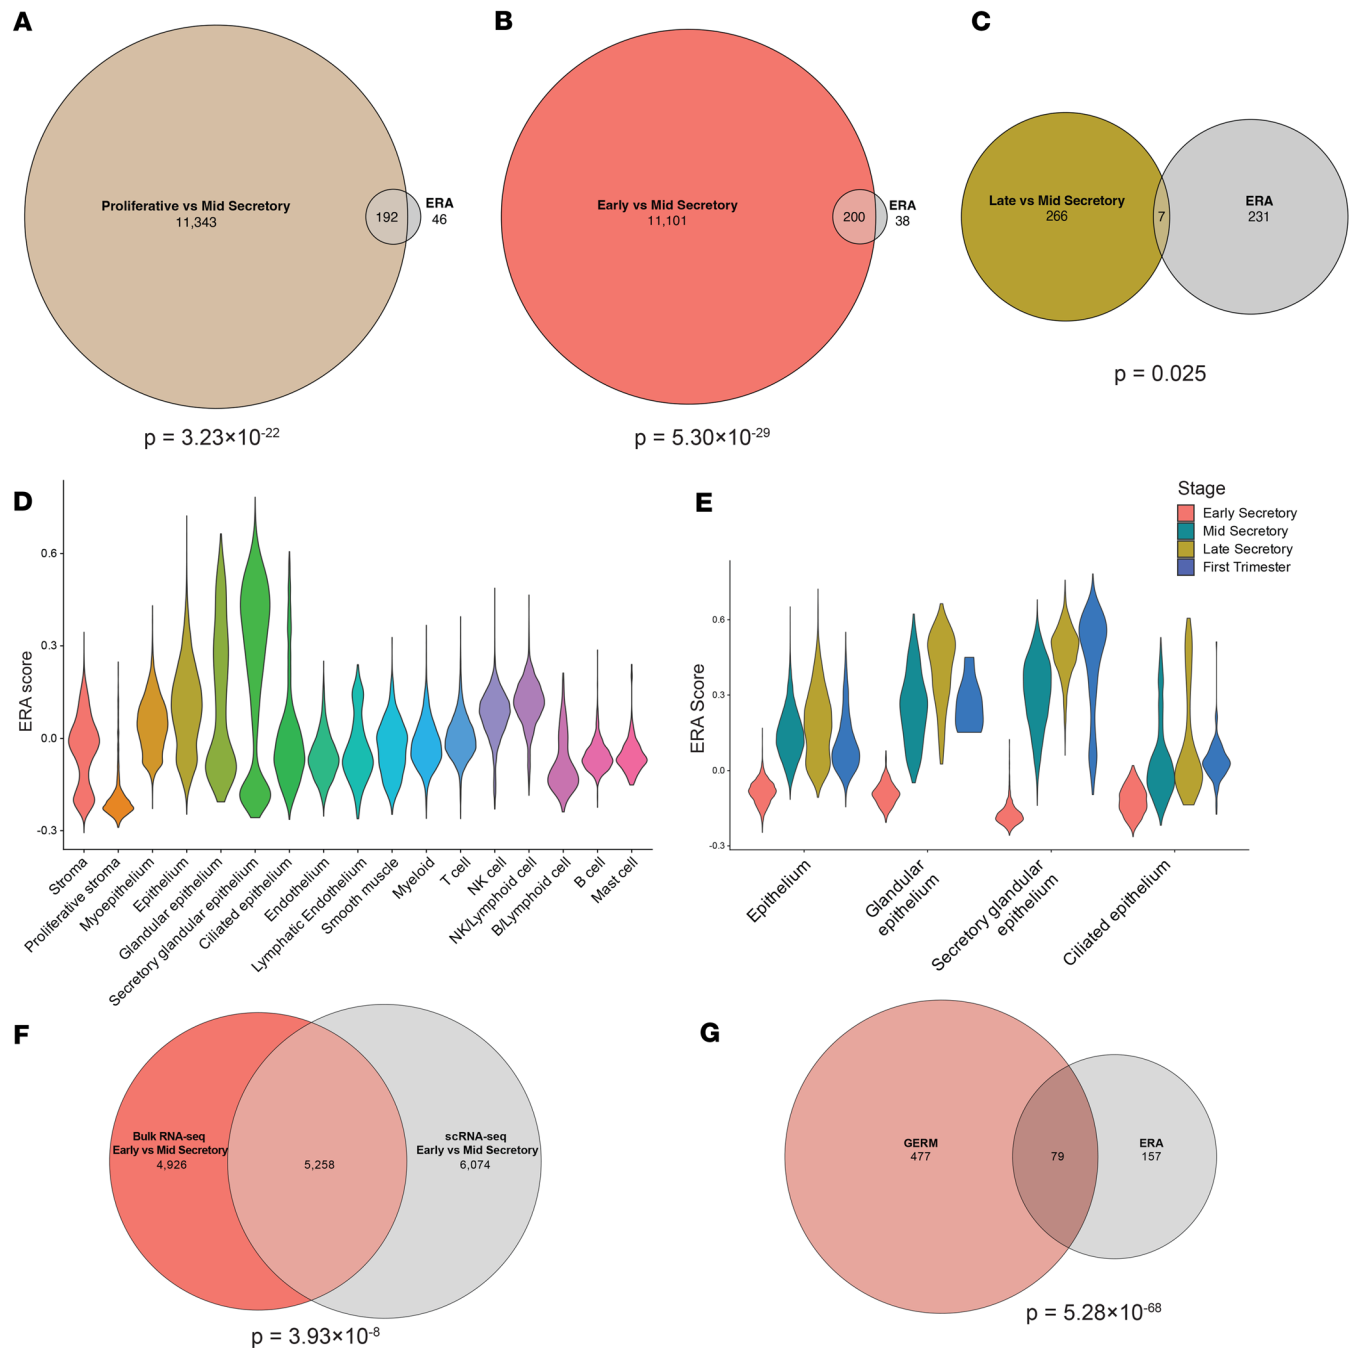 A
Proliferative vs Mid Secretory
11,343
192
ERA
46
p = 3.23×10⁻²²
B
Early vs Mid Secretory
11,101
200
ERA
38
p = 5.30×10⁻²⁹
C
Late vs Mid Secretory
266
7
ERA
231
p = 0.025
D
ERA score
0.6
0.3
0.0
-0.3
Stroma
Proliferative stroma
Myoepithelium
Epithelium
Glandular epithelium
Secretory glandular epithelium
Ciliated epithelium
Endothelium
Lymphatic Endothelium
Smooth muscle
Myeloid
T cell
NK cell
NK/Lymphoid cell
B/Lymphoid cell
B cell
Mast cell
E
Stage
Early Secretory
Mid Secretory
Late Secretory
First Trimester
ERA Score
0.6
0.3
0.0
-0.3
Epithelium
Glandular
epithelium
Secretory glandular
epithelium
Ciliated epithelium
F
Bulk RNA-seq
Early vs Mid Secretory
4,926
5,258
scRNA-seq
Early vs Mid Secretory
6,074
p = 3.93×10⁻⁸
G
GERM
477
79
ERA
157
p = 5.28×10⁻⁶⁸